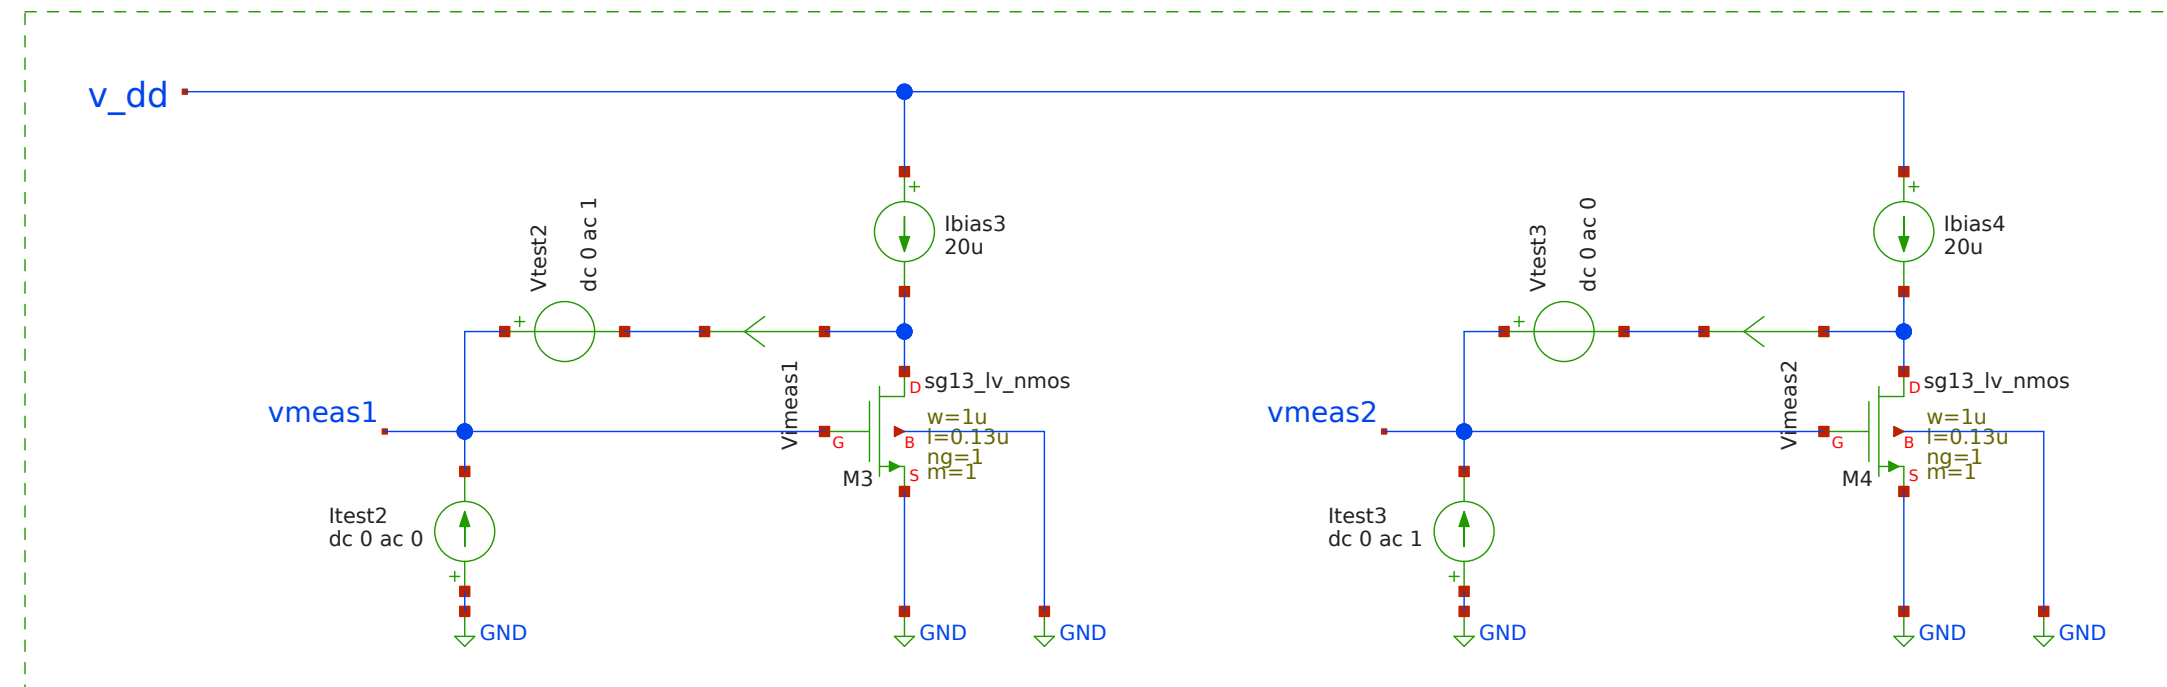 v_dd
+
Ibias3
20u
Vtest2
dc 0 ac 1
+
Vimeas1
D
sg13_lv_nmos
w=1u
l=0.13u
ng=1
m=1
G
B
S
M3
vmeas1
Itest2
dc 0 ac 0
+
GND
GND
GND
+
Ibias4
20u
Vtest3
dc 0 ac 0
+
Vimeas2
D
sg13_lv_nmos
w=1u
l=0.13u
ng=1
m=1
G
B
S
M4
vmeas2
Itest3
dc 0 ac 1
+
GND
GND
GND